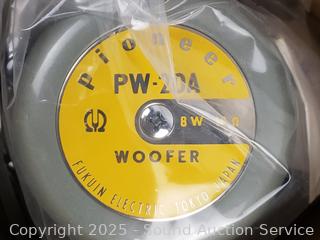 Pioneer
PW-20A
8W
WOOFER
FUKUIN ELECTRIC TOKYO JAPAN
Copyright 2025 - Sound Auction Service